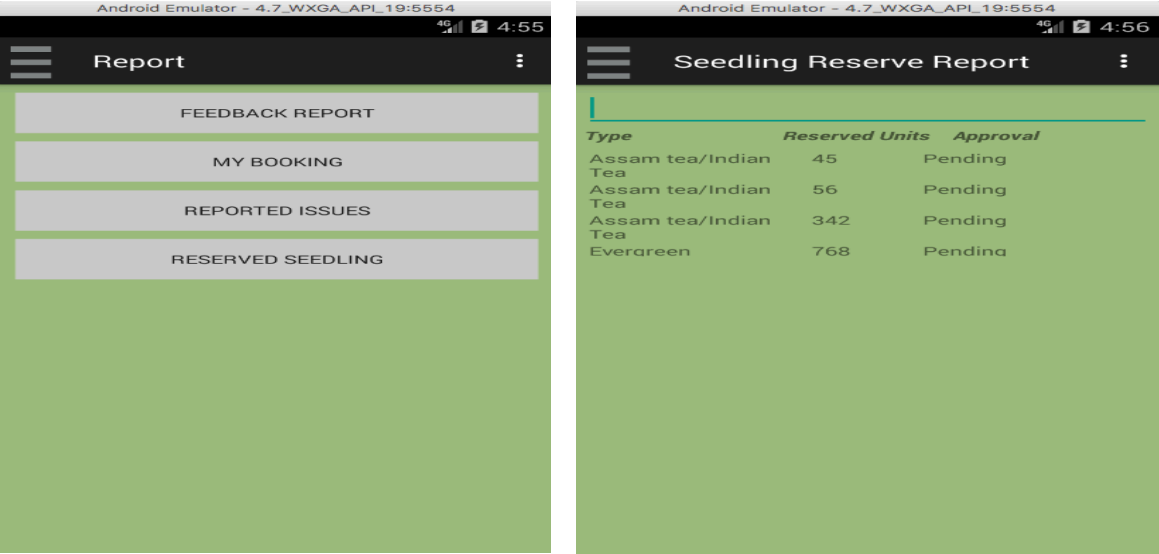 Android Emulator - 4.7_WXGA_API_19:5554
4G 4:55
Report
FEEDBACK REPORT
MY BOOKING
REPORTED ISSUES
RESERVED SEEDLING
Android Emulator - 4.7_WXGA_API_19:5554
4G 4:56
Seedling Reserve Report
Type Reserved Units Approval
Assam tea/Indian 45 Pending
Tea
Assam tea/Indian 56 Pending
Tea
Assam tea/Indian 342 Pending
Tea
Evergreen 768 Pending